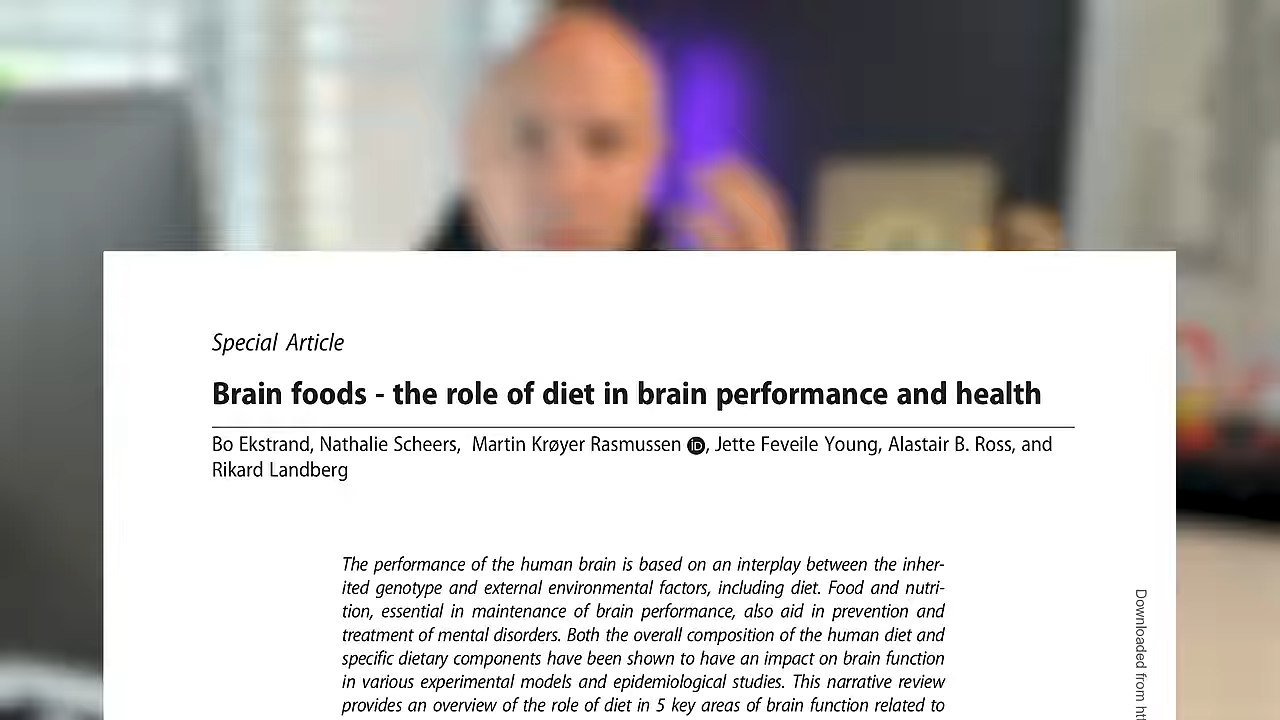 Special Article
Brain foods - the role of diet in brain performance and health
Bo Ekstrand, Nathalie Scheers, Martin Krøyer Rasmussen iD, Jette Feveile Young, Alastair B. Ross, and
Rikard Landberg
The performance of the human brain is based on an interplay between the inher-
ited genotype and external environmental factors, including diet. Food and nutri-
tion, essential in maintenance of brain performance, also aid in prevention and
treatment of mental disorders. Both the overall composition of the human diet and
specific dietary components have been shown to have an impact on brain function
in various experimental models and epidemiological studies. This narrative review
provides an overview of the role of diet in 5 key areas of brain function related to
Downloaded from